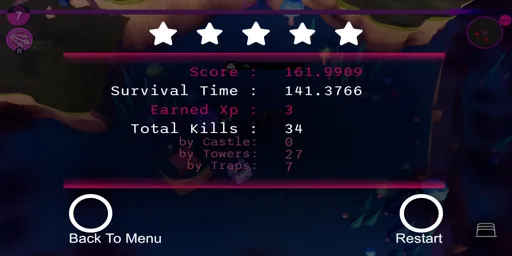 7
R
Score : 161.9909
Survival Time : 141.3766
Earned Xp : 3
Total Kills : 34
by Castle: 0
by Towers: 27
by Traps: 7
Back To Menu
Restart